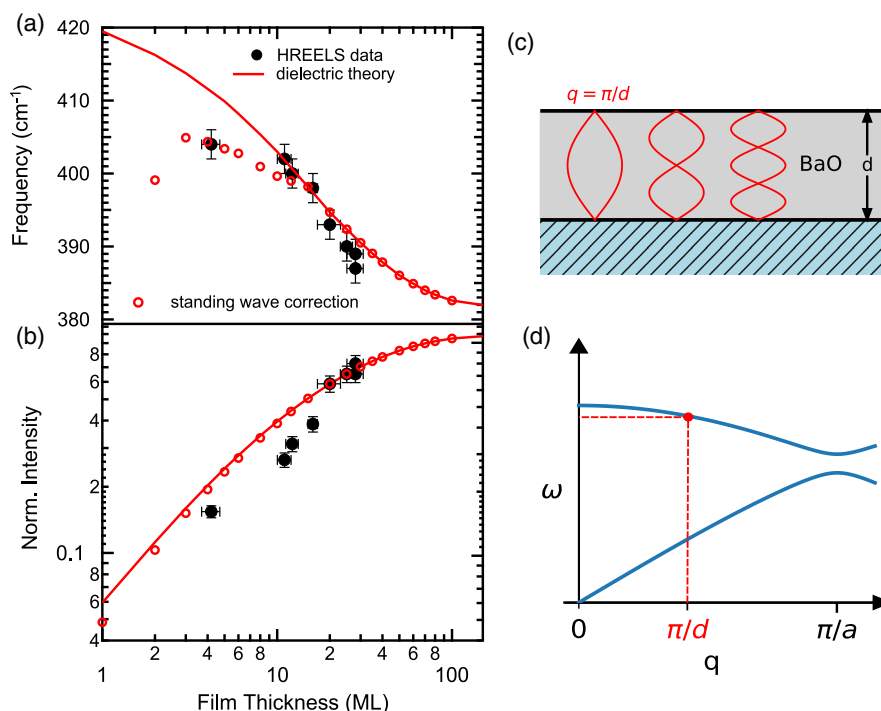 (a)
420
410
400
390
380
Frequency (cm⁻¹)
HREELS data
dielectric theory
standing wave correction
(b)
8
6
4
2
0.1
8
6
4
Norm. Intensity
1
2
4
6
8
10
2
4
6
8
100
Film Thickness (ML)
(c)
q = π/d
BaO
d
(d)
ω
0
π/d
π/a
q